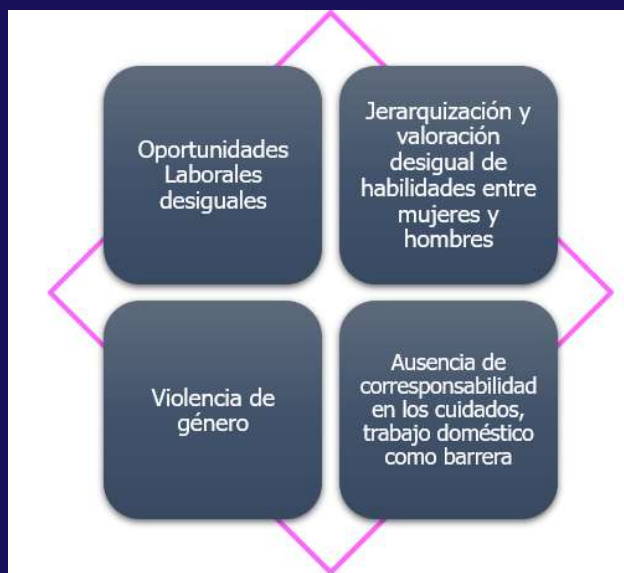 Oportunidades
Laborales
desiguales
Jerarquización y
valoración
desigual de
habilidades entre
mujeres y
hombres
Violencia de
género
Ausencia de
corresponsabilidad
en los cuidados,
trabajo doméstico
como barrera